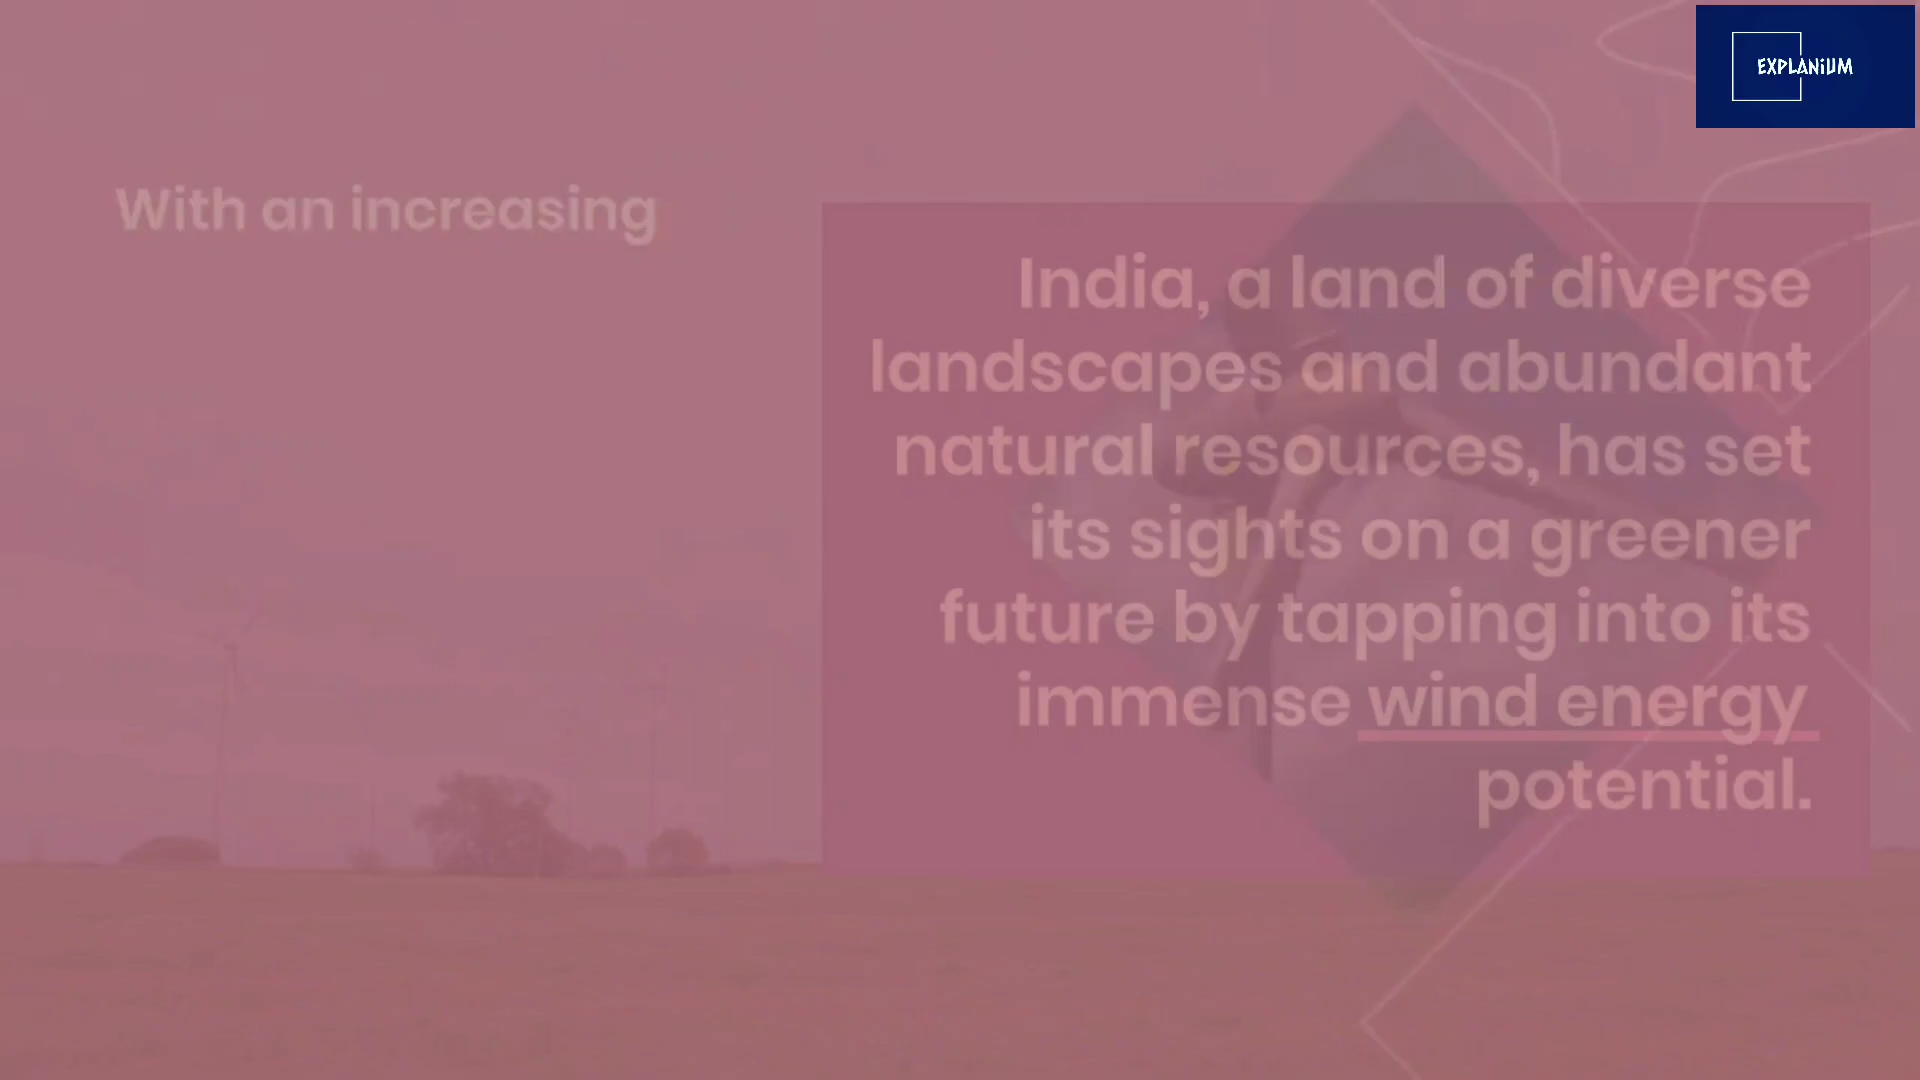 EXPLANiUM
With an increasing
India, a land of diverse
landscapes and abundant
natural resources, has set
its sights on a greener
future by tapping into its
immense wind energy
potential.